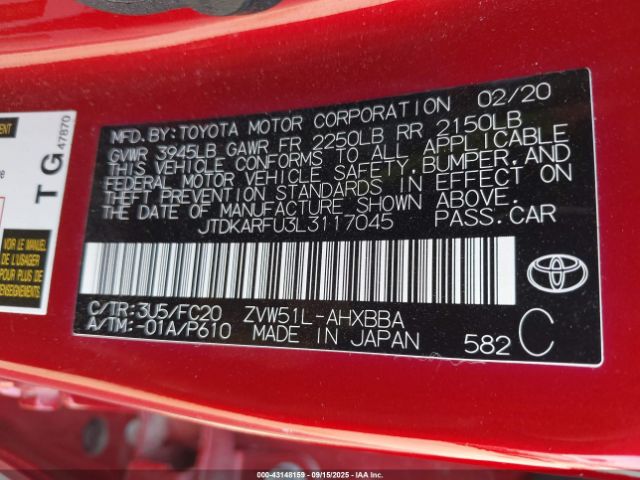 MFD. BY: TOYOTA MOTOR CORPORATION 02/20
GVWR 3945LB GAWR FR 2250LB RR 2150LB
THIS VEHICLE CONFORMS TO ALL APPLICABLE
FEDERAL MOTOR VEHICLE SAFETY, BUMPER, AND
THEFT PREVENTION STANDARDS IN EFFECT ON
THE DATE OF MANUFACTURE SHOWN ABOVE.
JTDKARFU3L3117045 PASS. CAR
C/TR: 3U5/FC20 ZVW51L-AHXBBA
A/TM: -01A/P610 MADE IN JAPAN 582 C
TOYOTA
TG 47870
VOIR LE MANUEL
DE L'USAGER
POUR PLUS DE
RENSEIGNEMENTS
000-43148159 - 09/15/2025 - IAAI.COM